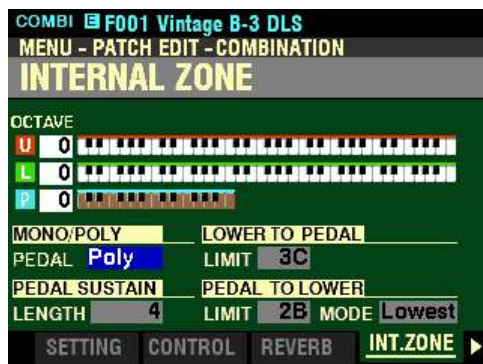 COMBI E F001 Vintage B-3 DLS
MENU - PATCH EDIT - COMBINATION
INTERNAL ZONE
OCTAVE
U 0
L 0
P 0
MONO/POLY LOWER TO PEDAL
PEDAL Poly LIMIT 3C
PEDAL SUSTAIN PEDAL TO LOWER
LENGTH 4 LIMIT 2B MODE Lowest
SETTING CONTROL REVERB INT.ZONE